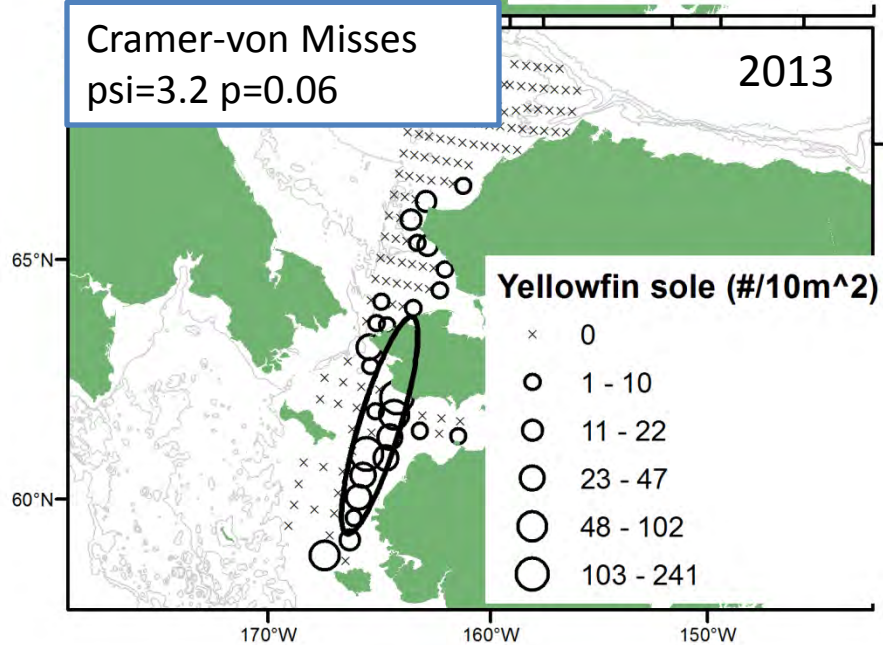 Cramer-von Misses
psi=3.2 p=0.06
2013
65°N
60°N
Yellowfin sole (#/10m^2)
× 0
1 - 10
11 - 22
23 - 47
48 - 102
103 - 241
170°W 160°W 150°W